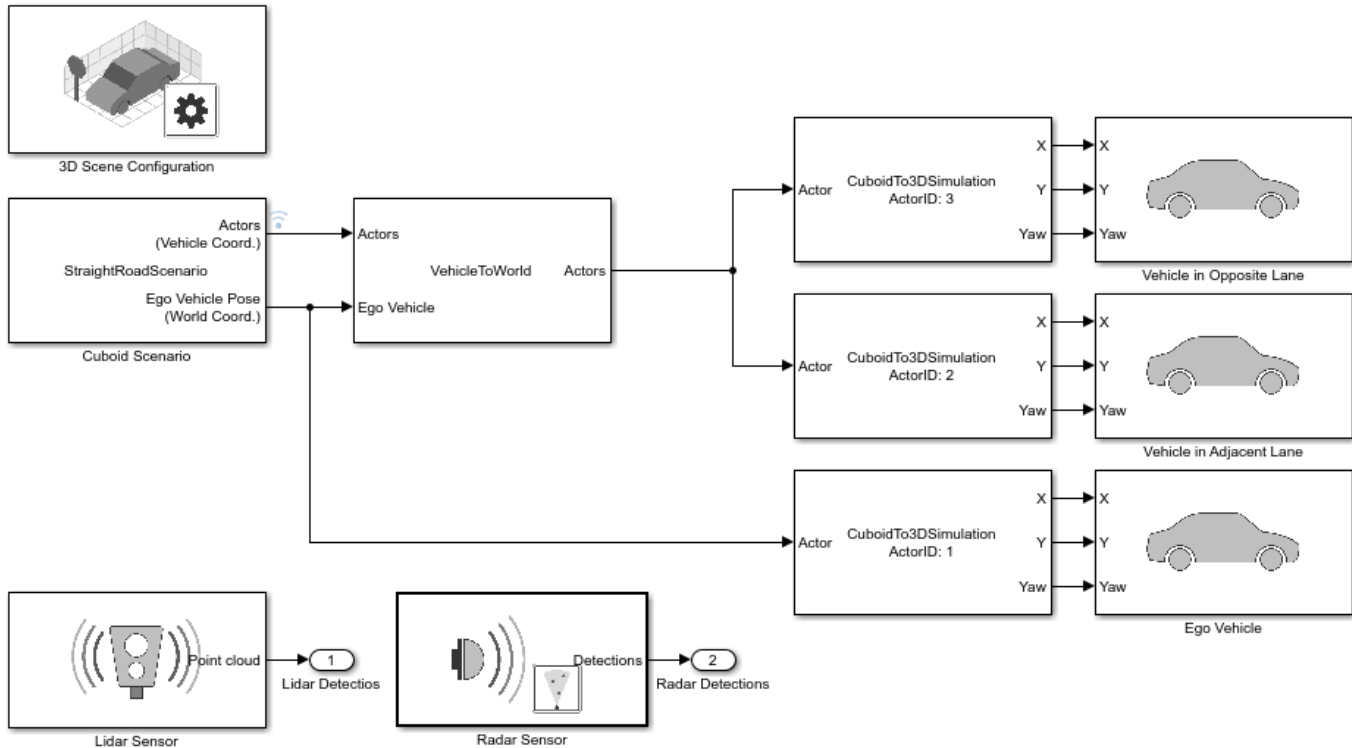 3D Scene Configuration
Actors
(Vehicle Coord.)
StraightRoadScenario
Ego Vehicle Pose
(World Coord.)
Cuboid Scenario
Actors
VehicleToWorld
Actors
Ego Vehicle
Actor
CuboidTo3DSimulation
ActorID: 3
X
Y
Yaw
X
Y
Yaw
Vehicle in Opposite Lane
Actor
CuboidTo3DSimulation
ActorID: 2
X
Y
Yaw
X
Y
Yaw
Vehicle in Adjacent Lane
Actor
CuboidTo3DSimulation
ActorID: 1
X
Y
Yaw
X
Y
Yaw
Ego Vehicle
Point cloud
1
Lidar Detectios
Lidar Sensor
Detections
2
Radar Detections
Radar Sensor